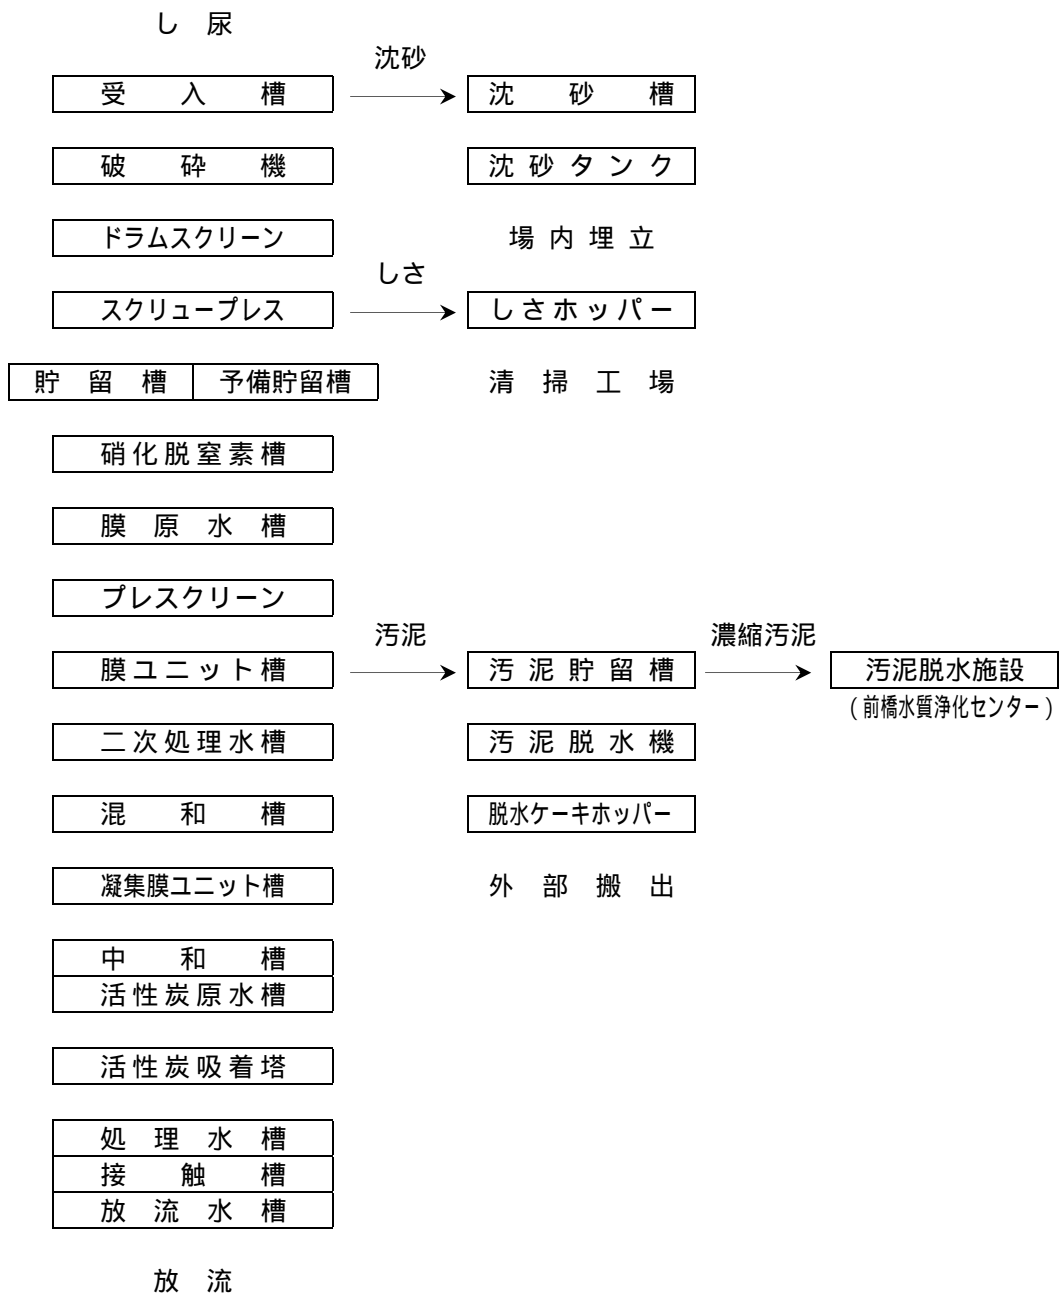 し尿
沈砂
受入槽 沈砂槽
破砕機 沈砂タンク
ドラムスクリーン 場内埋立
しさ
スクリュープレス しさホッパー
貯留槽 予備貯留槽 清掃工場
硝化脱窒素槽
膜原水槽
プレスクリーン
汚泥 濃縮汚泥
膜ユニット槽 汚泥貯留槽 汚泥脱水施設
(前橋水質浄化センター)
二次処理水槽 汚泥脱水機
混和槽 脱水ケーキホッパー
凝集膜ユニット槽 外部搬出
中和槽
活性炭原水槽
活性炭吸着塔
処理水槽
接触槽
放流水槽
放流